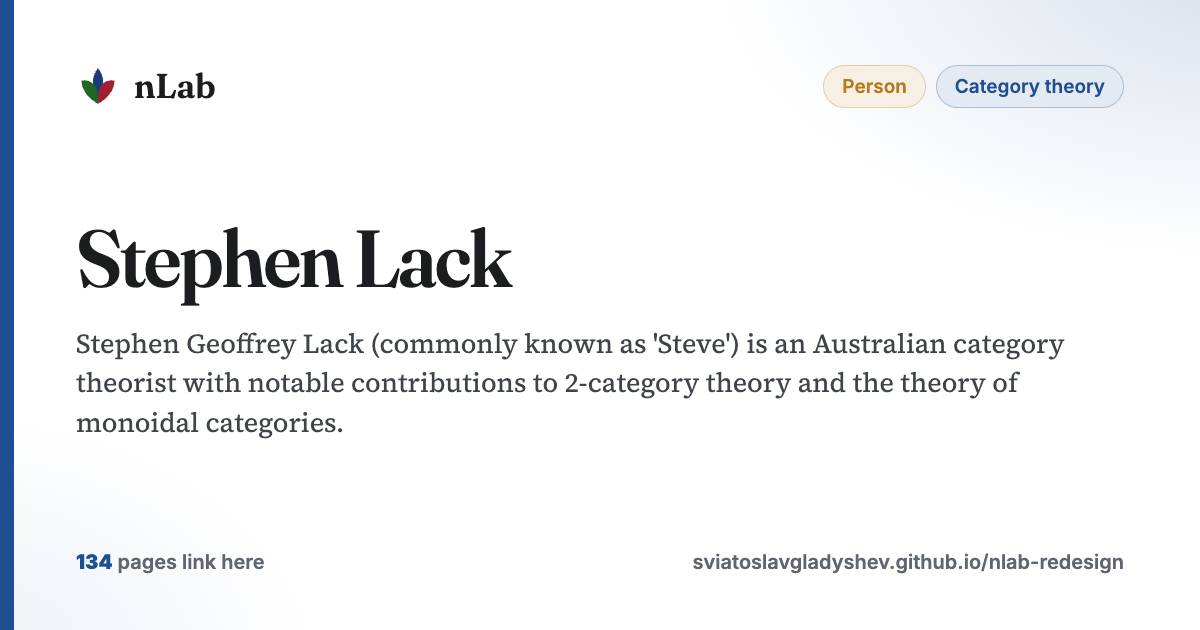 nLab
Person
Category theory
Stephen Lack
Stephen Geoffrey Lack (commonly known as 'Steve') is an Australian category
theorist with notable contributions to 2-category theory and the theory of
monoidal categories.
134 pages link here
sviatoslavgladyshev.github.io/nlab-redesign